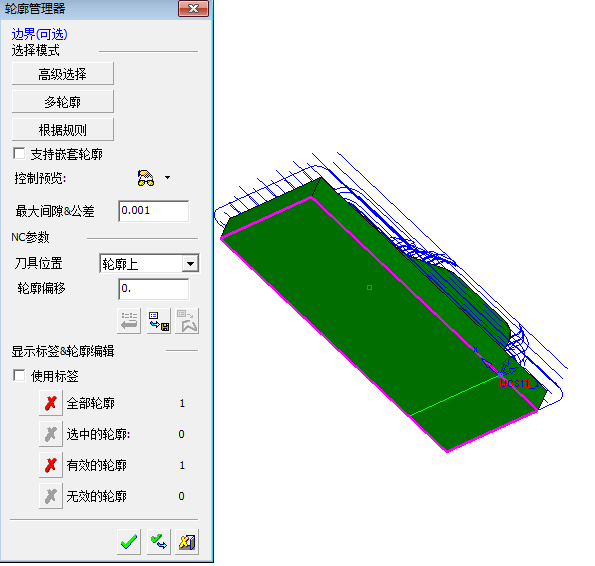 轮廓管理器
边界(可选)
选择模式
高级选择
多轮廓
根据规则
支持嵌套轮廓
控制预览:
最大间隙&公差 0.001
NC参数
刀具位置 轮廓上
轮廓偏移 0.
显示标签&轮廓编辑
使用标签
全部轮廓 1
选中的轮廓: 0
有效的轮廓 1
无效的轮廓 0